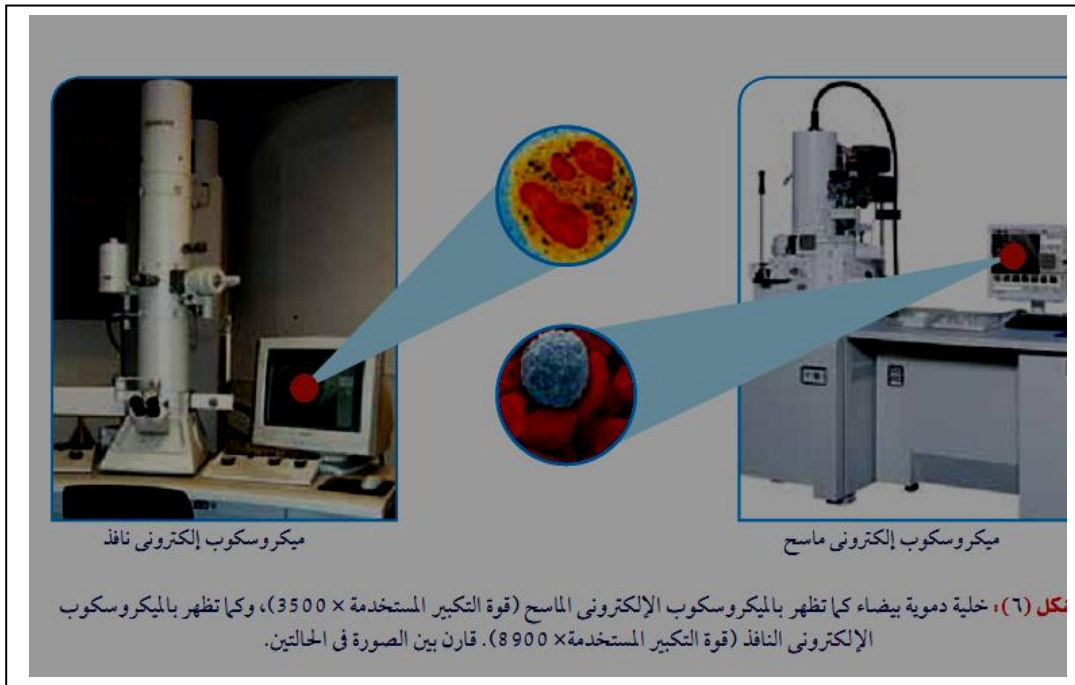 ميكروسكوب إلكترونى ماسح
ميكروسكوب إلكترونى نافذ
شكل (٦): خلية دموية بيضاء كما تظهر بالميكروسكوب الإلكترونى الماسح (قوة التكبير المستخدمة × 3500)، وكما تظهر بالميكروسكوب
الإلكترونى النافذ (قوة التكبير المستخدمة× 8900). قارن بين الصورة فى الحالتين.